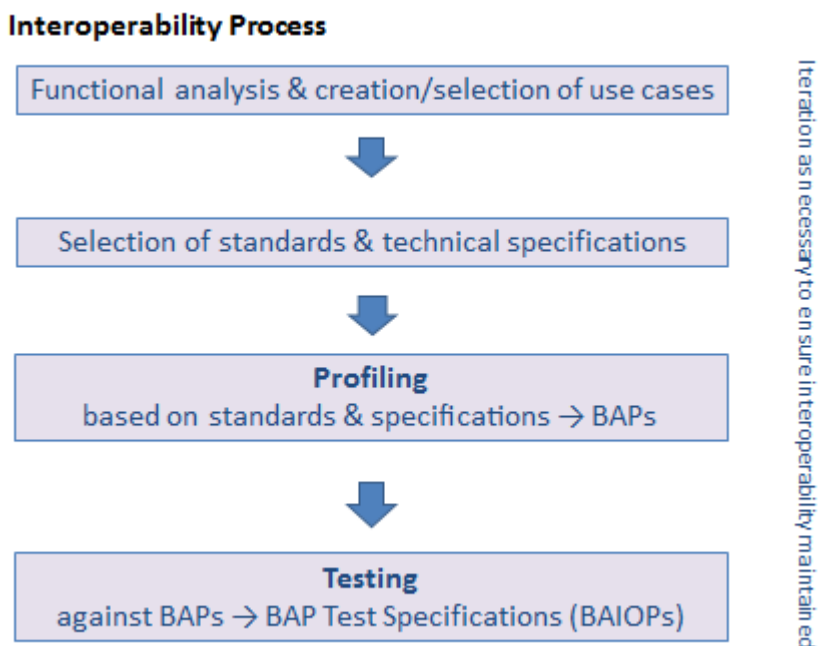 Interoperability Process
Functional analysis & creation/selection of use cases
Selection of standards & technical specifications
Profiling
based on standards & specifications → BAPs
Testing
against BAPs → BAP Test Specifications (BAIOPs)
Iteration as necessary to ensure interoperability maintained